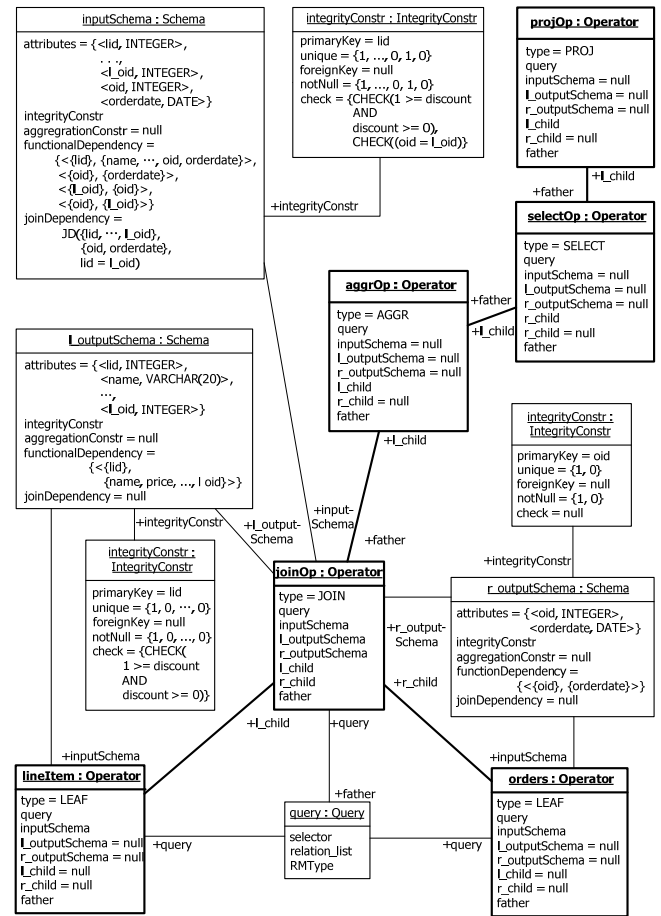 inputSchema : Schema
attributes = {<lid, INTEGER>,
. . .,
<l_oid, INTEGER>,
<oid, INTEGER>,
<orderdate, DATE>}
integrityConstr
aggregrationConstr = null
functionalDependency =
{<{lid}, {name, ..., oid, orderdate}>,
<{oid}, {orderdate}>,
<{l_oid}, {oid}>,
<{oid}, {l_oid}>}
joinDependency =
JD({lid, ..., l_oid},
{oid, orderdate},
lid = l_oid)
integrityConstr : IntegrityConstr
primaryKey = lid
unique = {1, ..., 0, 1, 0}
foreignKey = null
notNull = {1, ..., 0, 1, 0}
check = {CHECK(1 >= discount
AND
discount >= 0),
CHECK((oid = l_oid)}
+integrityConstr
projOp : Operator
type = PROJ
query
inputSchema = null
l_outputSchema = null
r_outputSchema = null
l_child
r_child = null
father
+l_child
+father
selectOp : Operator
type = SELECT
query
inputSchema = null
l_outputSchema = null
r_outputSchema = null
r_child
r_child = null
father
+father
+l_child
aggrOp : Operator
type = AGGR
query
inputSchema = null
l_outputSchema = null
r_outputSchema = null
l_child
r_child = null
father
+l_child
+father
l_outputSchema : Schema
attributes = {<lid, INTEGER>,
<name, VARCHAR(20)>,
...,
<l_oid, INTEGER>}
integrityConstr
aggregationConstr = null
functionalDependency =
{<{lid},
{name, price, ..., l oid}>}
joinDependency = null
+integrityConstr
+l_output-
Schema
+input-
Schema
integrityConstr :
IntegrityConstr
primaryKey = lid
unique = {1, 0, ..., 0}
foreignKey = null
notNull = {1, 0, ..., 0}
check = {CHECK(
1 >= discount
AND
discount >= 0)}
joinOp : Operator
type = JOIN
query
inputSchema
l_outputSchema
r_outputSchema
l_child
r_child
father
integrityConstr :
IntegrityConstr
primaryKey = oid
unique = {1, 0}
foreignKey = null
notNull = {1, 0}
check = null
+integrityConstr
r_outputSchema : Schema
attributes = {<oid, INTEGER>,
<orderdate, DATE>}
integrityConstr
aggregationConstr = null
functionDependency =
{<{oid}, {orderdate}>}
joinDependency = null
+r_output-
Schema
+r_child
+l_child
+query
+inputSchema
+inputSchema
lineItem : Operator
type = LEAF
query
inputSchema
l_outputSchema = null
r_outputSchema = null
l_child = null
r_child = null
father
+father
query : Query
selector
relation_list
RMType
+query
+query
orders : Operator
type = LEAF
query
inputSchema
l_outputSchema = null
r_outputSchema = null
l_child = null
r_child = null
father